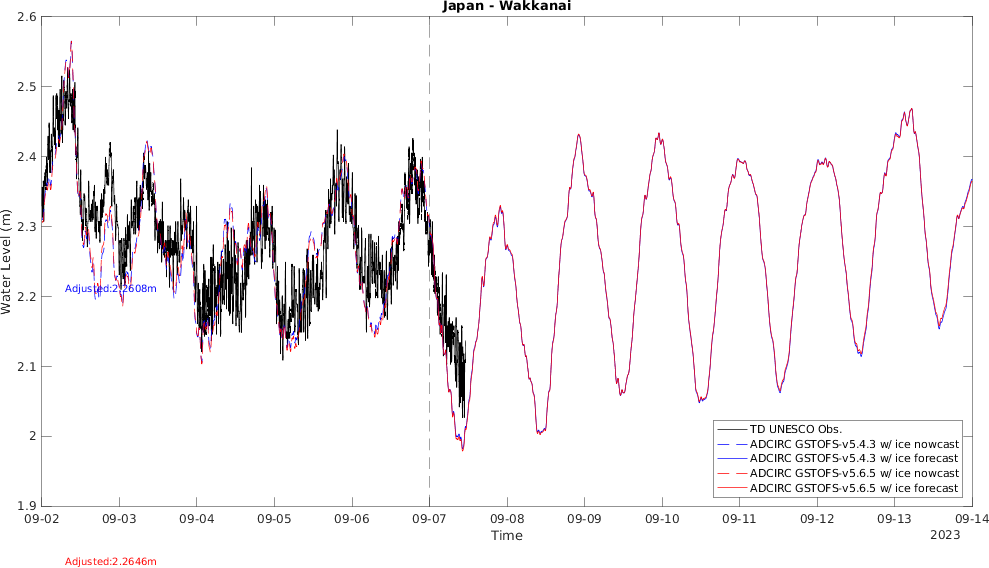 Japan - Wakkanai
2.6
2.5
2.4
2.3
2.2
2.1
2
1.9
Water Level (m)
Adjusted:2.2608m
TD UNESCO Obs.
ADCIRC GSTOFS-v5.4.3 w/ ice nowcast
ADCIRC GSTOFS-v5.4.3 w/ ice forecast
ADCIRC GSTOFS-v5.6.5 w/ ice nowcast
ADCIRC GSTOFS-v5.6.5 w/ ice forecast
09-02 09-03 09-04 09-05 09-06 09-07 09-08 09-09 09-10 09-11 09-12 09-13 09-14
Time
2023
Adjusted:2.2646m